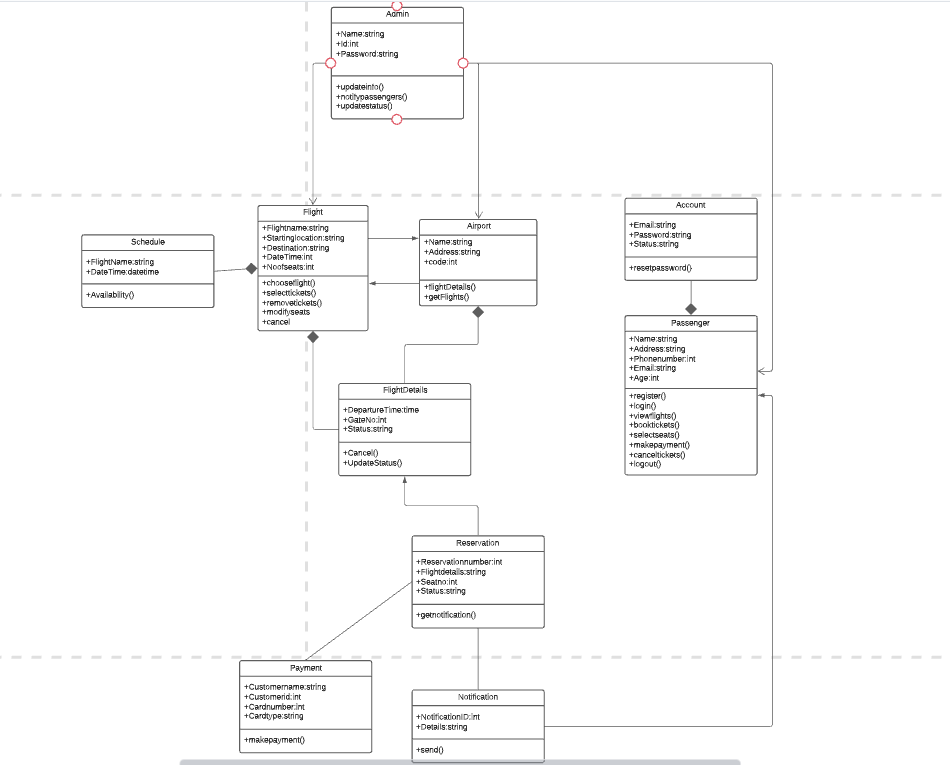 Admin
+Name:string
+Id:int
+Password:string
+updateinfo()
+notifypassengers()
+updatestatus()
Flight
+Flightname:string
+Startinglocation:string
+Destination:string
+DateTime:int
+Noofseats:int
+chooseflight()
+selecttickets()
+removetickets()
+modifyseats
+cancel
Airport
+Name:string
+Address:string
+code:int
+flightDetails()
+getFlights()
Account
+Email:string
+Password:string
+Status:string
+resetpassword()
Schedule
+FlightName:string
+DateTime:datetime
+Availability()
Passenger
+Name:string
+Address:string
+Phonenumber:int
+Email:string
+Age:int
+register()
+login()
+viewflights()
+booktickets()
+selectseats()
+makepayment()
+canceltickets()
+logout()
FlightDetails
+DepartureTime:time
+GateNo:int
+Status:string
+Cancel()
+UpdateStatus()
Reservation
+Reservationnumber:int
+Flightdetails:string
+Seatno:int
+Status:string
+getnotification()
Payment
+Customername:string
+Customerid:int
+Cardnumber:int
+Cardtype:string
+makepayment()
Notification
+NotificationID:int
+Details:string
+send()